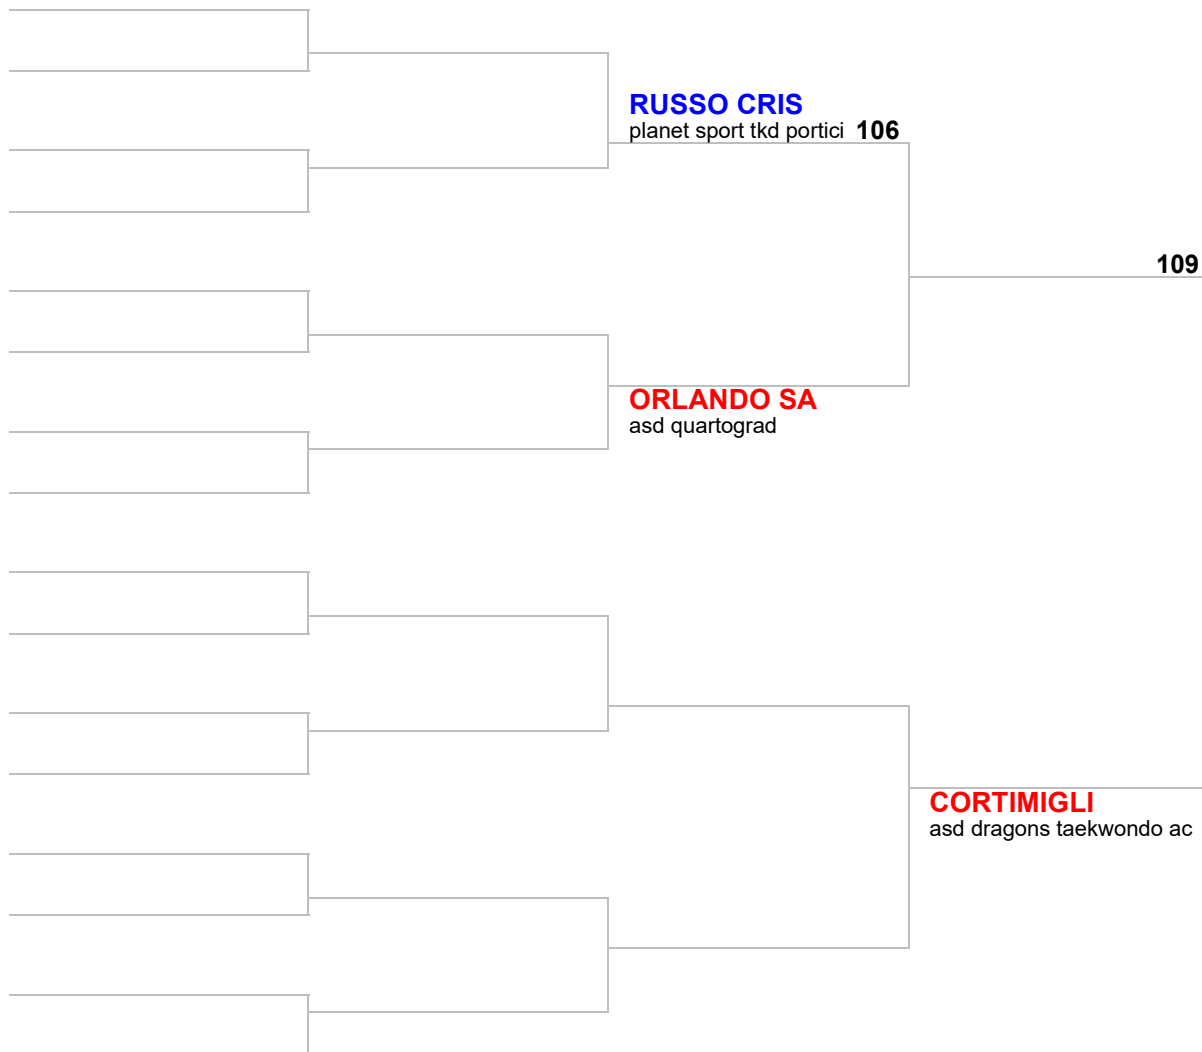 RUSSO CRIS
planet sport tkd portici 106
109
ORLANDO SA
asd quartograd
CORTIMIGLI
asd dragons taekwondo ac